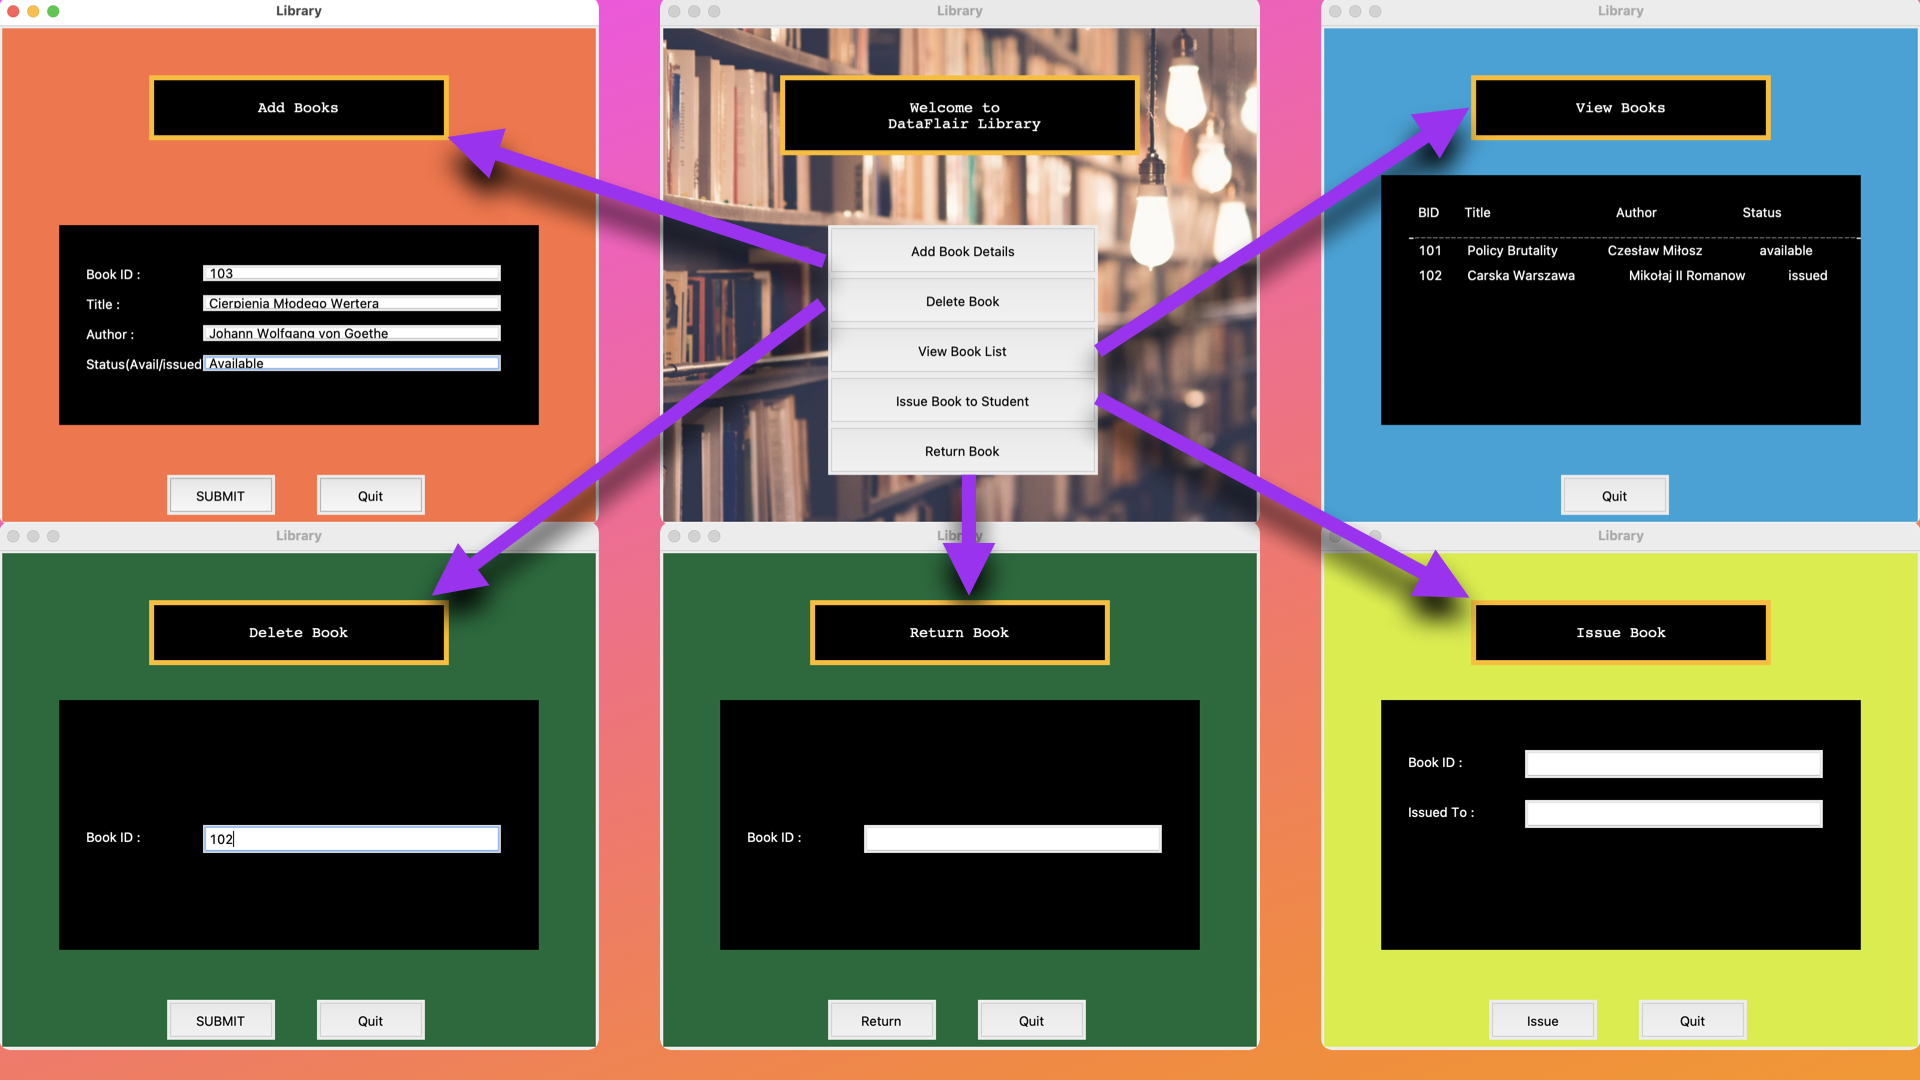 Library
Add Books
Book ID :
103
Title :
Cierpienia Młodego Wertera
Author :
Johann Wolfgang von Goethe
Status(Avail/issued
Available
SUBMIT
Quit
Library
Welcome to
DataFlair Library
Add Book Details
Delete Book
View Book List
Issue Book to Student
Return Book
Library
View Books
BID Title Author Status
101 Policy Brutality Czesław Miłosz available
102 Carska Warszawa Mikołaj II Romanow issued
Quit
Library
Delete Book
Book ID :
102
SUBMIT
Quit
Library
Return Book
Book ID :
Return
Quit
Library
Issue Book
Book ID :
Issued To :
Issue
Quit